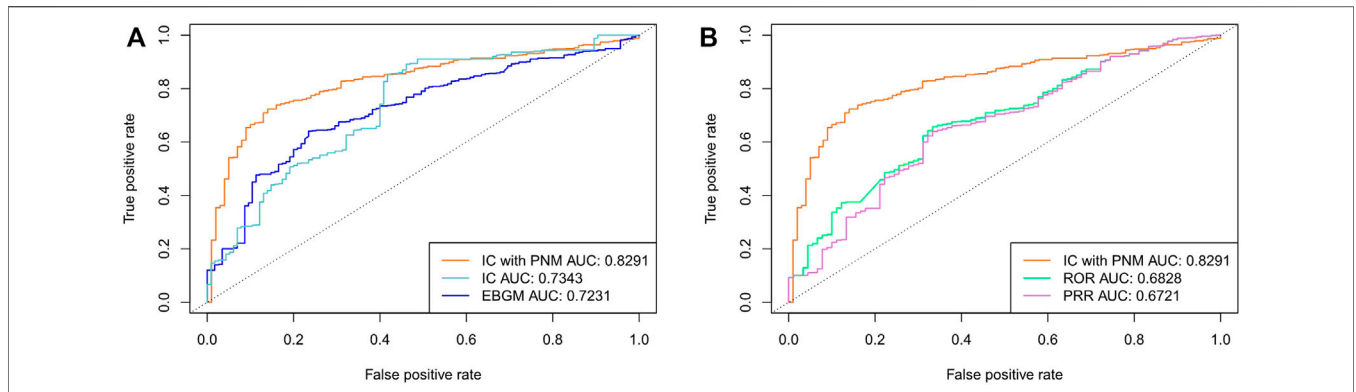 A
True positive rate
1.0
0.8
0.6
0.4
0.2
0.0
IC with PNM AUC: 0.8291
IC AUC: 0.7343
EBGM AUC: 0.7231
0.0 0.2 0.4 0.6 0.8 1.0
False positive rate
B
True positive rate
1.0
0.8
0.6
0.4
0.2
0.0
IC with PNM AUC: 0.8291
ROR AUC: 0.6828
PRR AUC: 0.6721
0.0 0.2 0.4 0.6 0.8 1.0
False positive rate